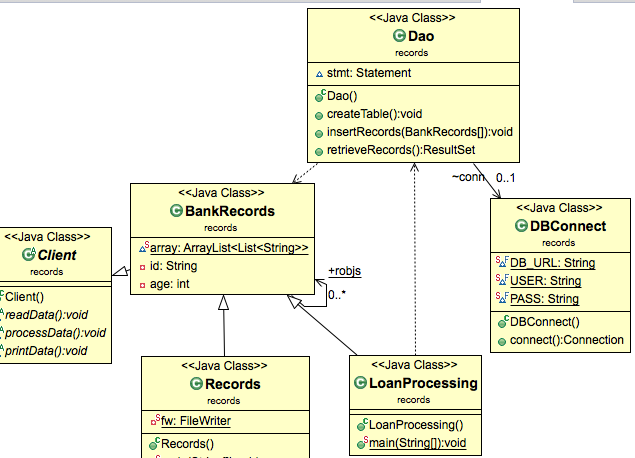 <<Java Class>>
Dao
records
stmt: Statement
Dao()
createTable():void
insertRecords(BankRecords[]):void
retrieveRecords():ResultSet
~conn 0..1
<<Java Class>>
BankRecords
records
array: ArrayList<List<String>>
id: String
age: int
+robjs
0..*
<<Java Class>>
DBConnect
records
DB_URL: String
USER: String
PASS: String
DBConnect()
connect():Connection
<<Java Class>>
Client
records
Client()
readData():void
processData():void
printData():void
<<Java Class>>
Records
records
fw: FileWriter
Records()
<<Java Class>>
LoanProcessing
records
LoanProcessing()
main(String[]):void